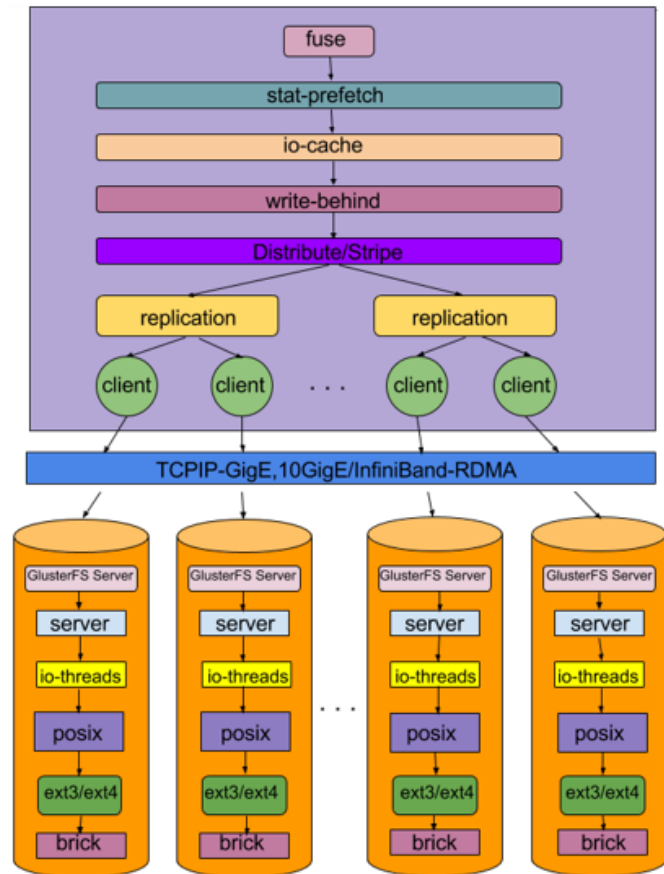 fuse
stat-prefetch
io-cache
write-behind
Distribute/Stripe
replication replication
client client . . . client client
TCPIP-GigE,10GigE/InfiniBand-RDMA
GlusterFS Server GlusterFS Server GlusterFS Server GlusterFS Server
server server server server
io-threads io-threads io-threads io-threads
posix posix . . . posix posix
ext3/ext4 ext3/ext4 ext3/ext4 ext3/ext4
brick brick brick brick